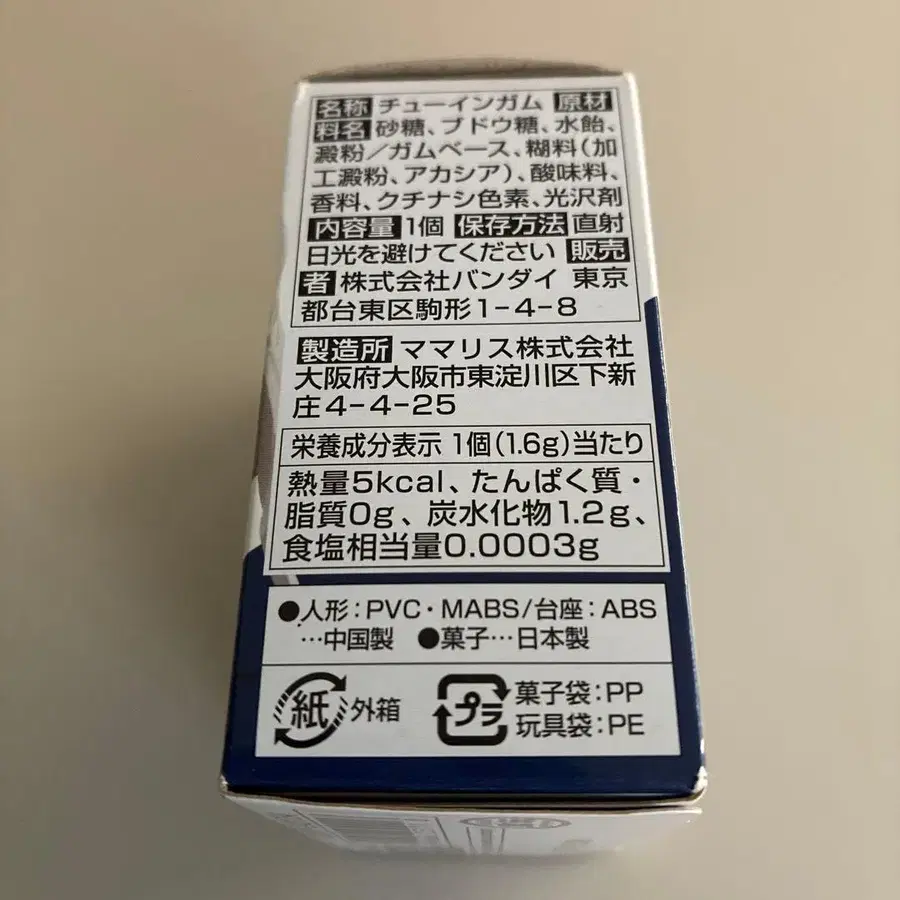 名称 チューインガム 原材
料名 砂糖、ブドウ糖、水飴、
澱粉/ガムベース、糊料(加
工澱粉、アカシア)、酸味料、
香料、クチナシ色素、光沢剤
内容量 1個 保存方法 直射
日光を避けてください 販売
者 株式会社バンダイ 東京
都台東区駒形1-4-8
製造所 ママリス株式会社
大阪府大阪市東淀川区下新
庄4-4-25
栄養成分表示 1個(1.6g)当たり
熱量5kcal、たんぱく質・
脂質0g、炭水化物1.2g、
食塩相当量0.0003g
●人形:PVC・MABS/台座:ABS
…中国製 ●菓子…日本製
紙 外箱
プラ 菓子袋:PP
玩具袋:PE